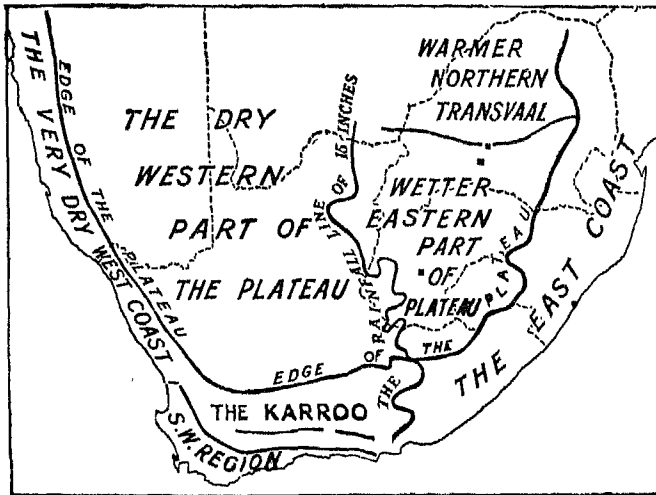 WARMER
NORTHERN
TRANSVAAL
THE DRY
WESTERN
PART OF
THE PLATEAU
WETTER
EASTERN
PART
OF
PLATEAU
THE VERY DRY WEST COAST
EDGE OF THE PLATEAU
THE LINE OF 15 INCHES OF RAINFALL
EDGE OF THE PLATEAU
THE EAST COAST
THE KARROO
S.W. REGION